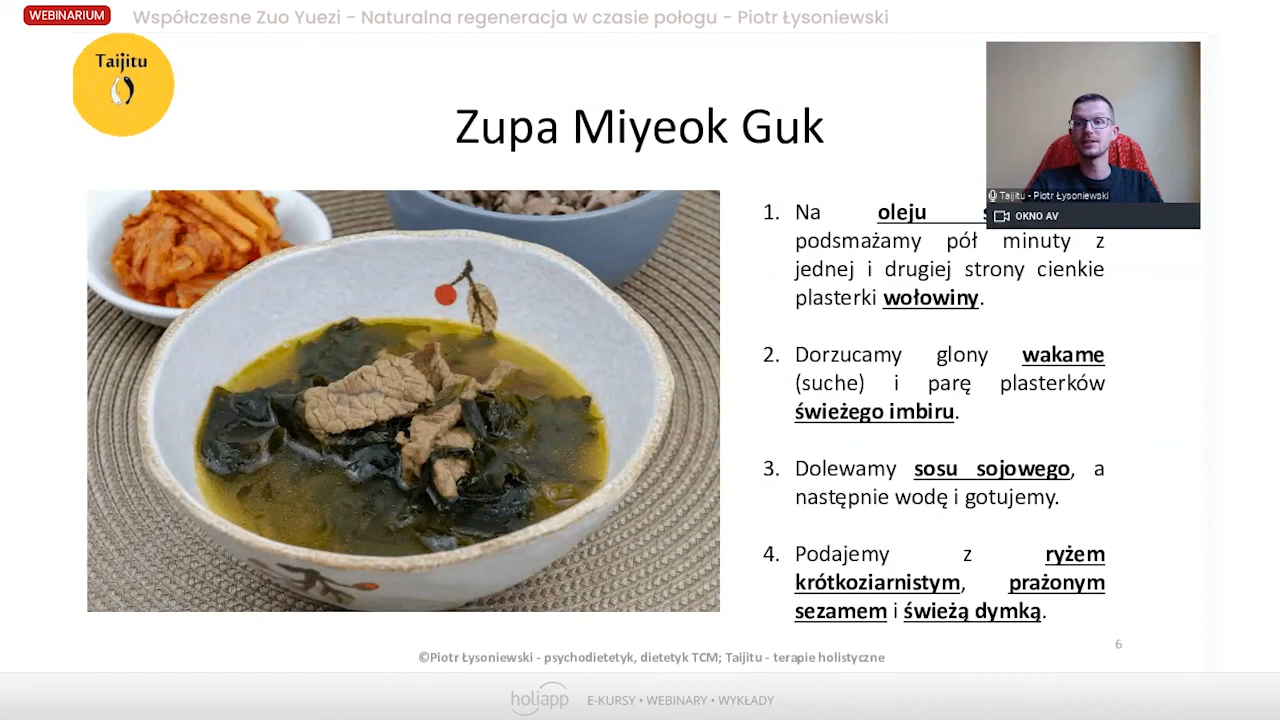 WEBINARIUM
Współczesne Zuo Yuezi - Naturalna regeneracja w czasie połogu - Piotr Łysoniewski
Taijitu
Zupa Miyeok Guk
Taijitu - Piotr Łysoniewski
OKNO AV
1. Na oleju
podsmażamy pół minuty z
jednej i drugiej strony cienkie
plasterki wołowiny.
2. Dorzucamy glony wakame
(suche) i parę plasterków
świeżego imbiru.
3. Dolewamy sosu sojowego, a
następnie wodę i gotujemy.
4. Podajemy z ryżem
krótkoziarnistym, prażonym
sezamem i świeżą dymką.
6
©Piotr Łysoniewski - psychodietetyk, dietetyk TCM; Taijitu - terapie holistyczne
holiapp E-KURSY • WEBINARY • WYKŁADY